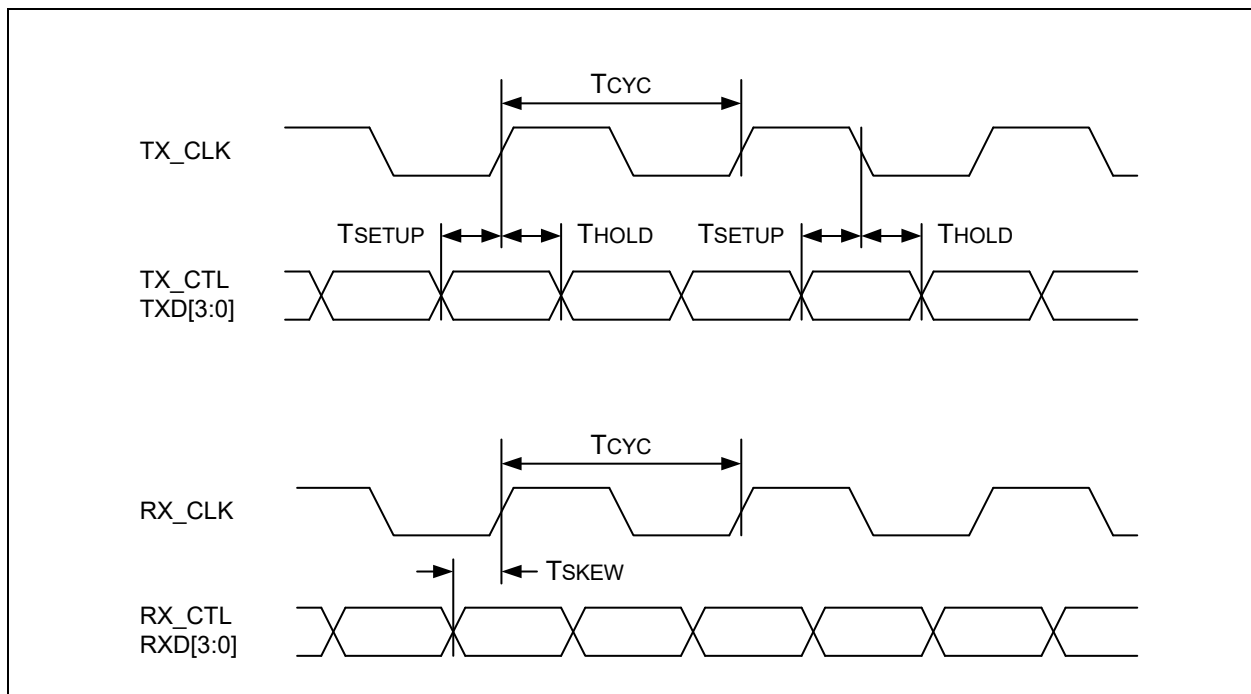 TCYC
TX_CLK
TSETUP THOLD TSETUP THOLD
TX_CTL
TXD[3:0]
TCYC
RX_CLK
TSKEW
RX_CTL
RXD[3:0]